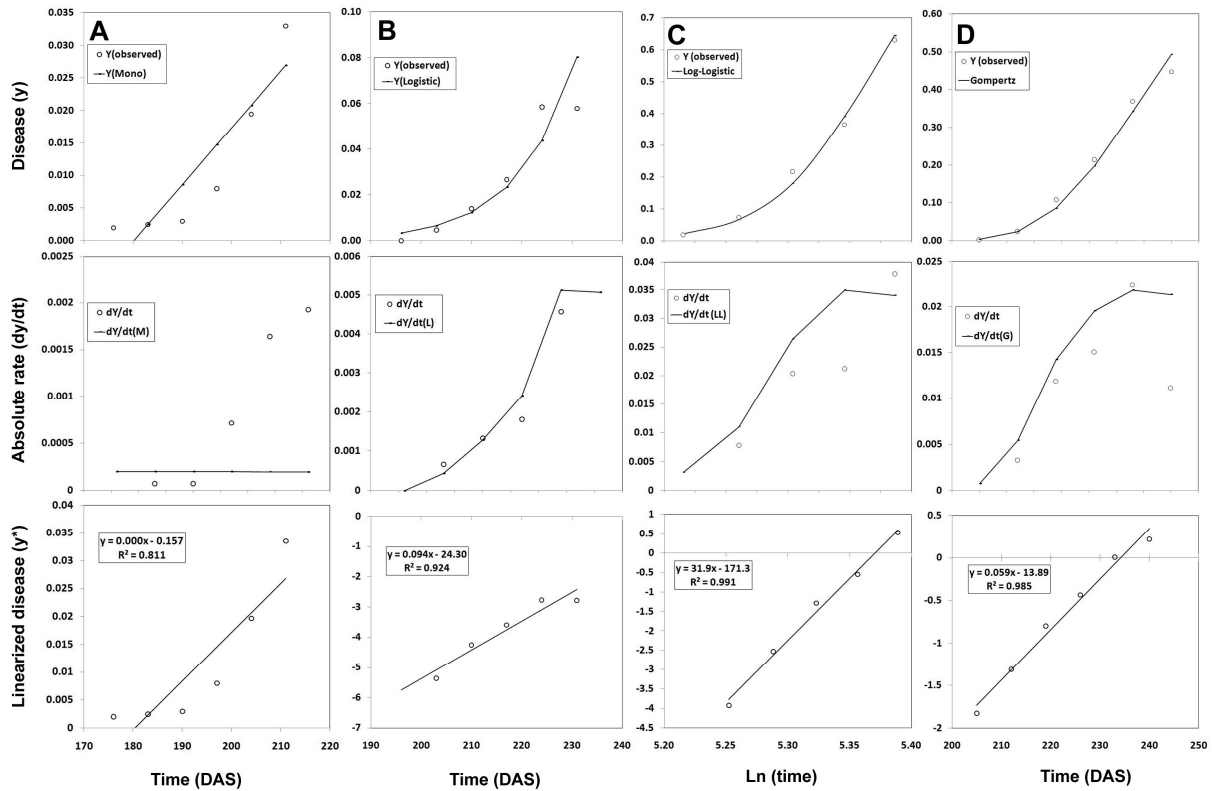 A
B
C
D
Disease (y)
0.035
0.030
0.025
0.020
0.015
0.010
0.005
0.000
Y(observed)
Y(Mono)
0.10
0.08
0.06
0.04
0.02
0.00
Y(observed)
Y(Logistic)
0.7
0.6
0.5
0.4
0.3
0.2
0.1
0.0
Y (observed)
Log-Logistic
0.60
0.50
0.40
0.30
0.20
0.10
0.00
Y (observed)
Gompertz
Absolute rate (dy/dt)
0.0025
0.002
0.0015
0.001
0.0005
0
dY/dt
dY/dt(M)
0.006
0.005
0.004
0.003
0.002
0.001
0
dY/dt
dY/dt(L)
0.04
0.035
0.03
0.025
0.02
0.015
0.01
0.005
0
dY/dt
dY/dt (LL)
0.025
0.02
0.015
0.01
0.005
0
dY/dt
dY/dt(G)
Linearized disease (y*)
0.04
0.035
0.03
0.025
0.02
0.015
0.01
0.005
0
y = 0.000x - 0.157
R² = 0.811
170 180 190 200 210 220
Time (DAS)
0
-1
-2
-3
-4
-5
-6
-7
y = 0.094x - 24.30
R² = 0.924
190 200 210 220 230 240
Time (DAS)
1
0.5
0
-0.5
-1
-1.5
-2
-2.5
-3
-3.5
-4
-4.5
y = 31.9x - 171.3
R² = 0.991
5.20 5.25 5.30 5.35 5.40
Ln (time)
0.5
0
-0.5
-1
-1.5
-2
y = 0.059x - 13.89
R² = 0.985
200 210 220 230 240 250
Time (DAS)